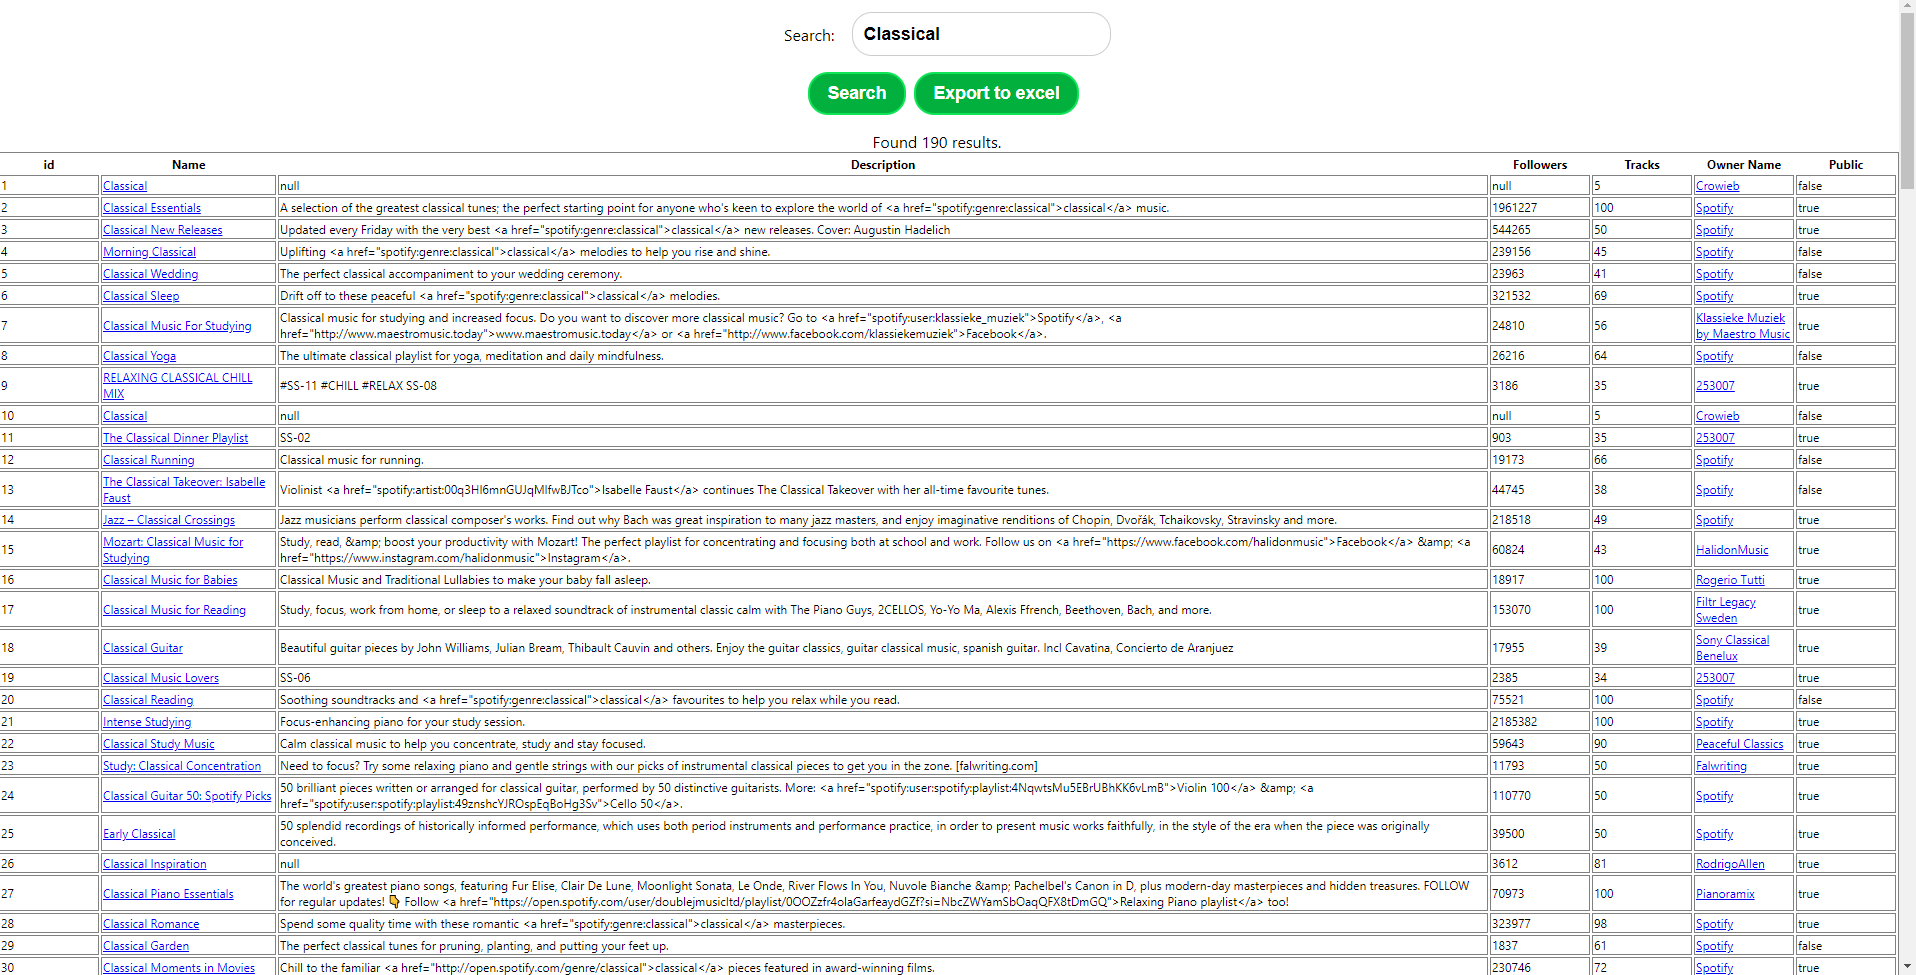 Search: Classical
Search Export to excel
Found 190 results.
id Name Description Followers Tracks Owner Name Public
1 Classical null null 5 Crowieb false
2 Classical Essentials A selection of the greatest classical tunes; the perfect starting point for anyone who's keen to explore the world of <a href="spotify:genre:classical">classical</a> music. 1961227 100 Spotify true
3 Classical New Releases Updated every Friday with the very best <a href="spotify:genre:classical">classical</a> new releases. Cover: Augustin Hadelich 544265 50 Spotify true
4 Morning Classical Uplifting <a href="spotify:genre:classical">classical</a> melodies to help you rise and shine. 239156 45 Spotify false
5 Classical Wedding The perfect classical accompaniment to your wedding ceremony. 23963 41 Spotify false
6 Classical Sleep Drift off to these peaceful <a href="spotify:genre:classical">classical</a> melodies. 321532 69 Spotify true
7 Classical Music For Studying Classical music for studying and increased focus. Do you want to discover more classical music? Go to <a href="spotify:user:klassieke_muziek">Spotify</a>, <a
href="http://www.maestromusic.today">www.maestromusic.today</a> or <a href="http://www.facebook.com/klassiekemuziek">Facebook</a>. 24810 56 Klassieke Muziek
by Maestro Music true
8 Classical Yoga The ultimate classical playlist for yoga, meditation and daily mindfulness. 26216 64 Spotify false
9 RELAXING CLASSICAL CHILL
MIX #SS-11 #CHILL #RELAX SS-08 3186 35 253007 true
10 Classical null null 5 Crowieb false
11 The Classical Dinner Playlist SS-02 903 35 253007 true
12 Classical Running Classical music for running. 19173 66 Spotify false
13 The Classical Takeover: Isabelle
Faust Violinist <a href="spotify:artist:00q3HI6mnGUJqMlfwBJTco">Isabelle Faust</a> continues The Classical Takeover with her all-time favourite tunes. 44745 38 Spotify false
14 Jazz – Classical Crossings Jazz musicians perform classical composer's works. Find out why Bach was great inspiration to many jazz masters, and enjoy imaginative renditions of Chopin, Dvořák, Tchaikovsky, Stravinsky and more. 218518 49 Spotify true
15 Mozart: Classical Music for
Studying Study, read, &amp; boost your productivity with Mozart! The perfect playlist for concentrating and focusing both at school and work. Follow us on <a href="https://www.facebook.com/halidonmusic">Facebook</a> &amp; <a
href="https://www.instagram.com/halidonmusic">Instagram</a>. 60824 43 HalidonMusic true
16 Classical Music for Babies Classical Music and Traditional Lullabies to make your baby fall asleep. 18917 100 Rogerio Tutti true
17 Classical Music for Reading Study, focus, work from home, or sleep to a relaxed soundtrack of instrumental classic calm with The Piano Guys, 2CELLOS, Yo-Yo Ma, Alexis Ffrench, Beethoven, Bach, and more. 153070 100 Filtr Legacy
Sweden true
18 Classical Guitar Beautiful guitar pieces by John Williams, Julian Bream, Thibault Cauvin and others. Enjoy the guitar classics, guitar classical music, spanish guitar. Incl Cavatina, Concierto de Aranjuez 17955 39 Sony Classical
Benelux true
19 Classical Music Lovers SS-06 2385 34 253007 true
20 Classical Reading Soothing soundtracks and <a href="spotify:genre:classical">classical</a> favourites to help you relax while you read. 75521 100 Spotify false
21 Intense Studying Focus-enhancing piano for your study session. 2185382 100 Spotify true
22 Classical Study Music Calm classical music to help you concentrate, study and stay focused. 59643 90 Peaceful Classics true
23 Study: Classical Concentration Need to focus? Try some relaxing piano and gentle strings with our picks of instrumental classical pieces to get you in the zone. [falwriting.com] 11793 50 Falwriting true
24 Classical Guitar 50: Spotify Picks 50 brilliant pieces written or arranged for classical guitar, performed by 50 distinctive guitarists. More: <a href="spotify:user:spotify:playlist:4NqwtsMu5EBrUBhKK6vLmB">Violin 100</a> &amp; <a
href="spotify:user:spotify:playlist:49znshcYJROspEqBoHg3Sv">Cello 50</a>. 110770 50 Spotify true
25 Early Classical 50 splendid recordings of historically informed performance, which uses both period instruments and performance practice, in order to present music works faithfully, in the style of the era when the piece was originally
conceived. 39500 50 Spotify true
26 Classical Inspiration null 3612 81 RodrigoAllen true
27 Classical Piano Essentials The world's greatest piano songs, featuring Fur Elise, Clair De Lune, Moonlight Sonata, Le Onde, River Flows In You, Nuvole Bianche &amp; Pachelbel's Canon in D, plus modern-day masterpieces and hidden treasures. FOLLOW
for regular updates! 👇 Follow <a href="https://open.spotify.com/user/doublejmusicltd/playlist/0OOZzfr4olaGarfeaydGZf?si=NbcZWYamSbOaqQFX8tDmGQ">Relaxing Piano playlist</a> too! 70973 100 Pianoramix true
28 Classical Romance Spend some quality time with these romantic <a href="spotify:genre:classical">classical</a> masterpieces. 323977 98 Spotify true
29 Classical Garden The perfect classical tunes for pruning, planting, and putting your feet up. 1837 61 Spotify false
30 Classical Moments in Movies Chill to the familiar <a href="http://open.spotify.com/genre/classical">classical</a> pieces featured in award-winning films. 230746 72 Spotify true